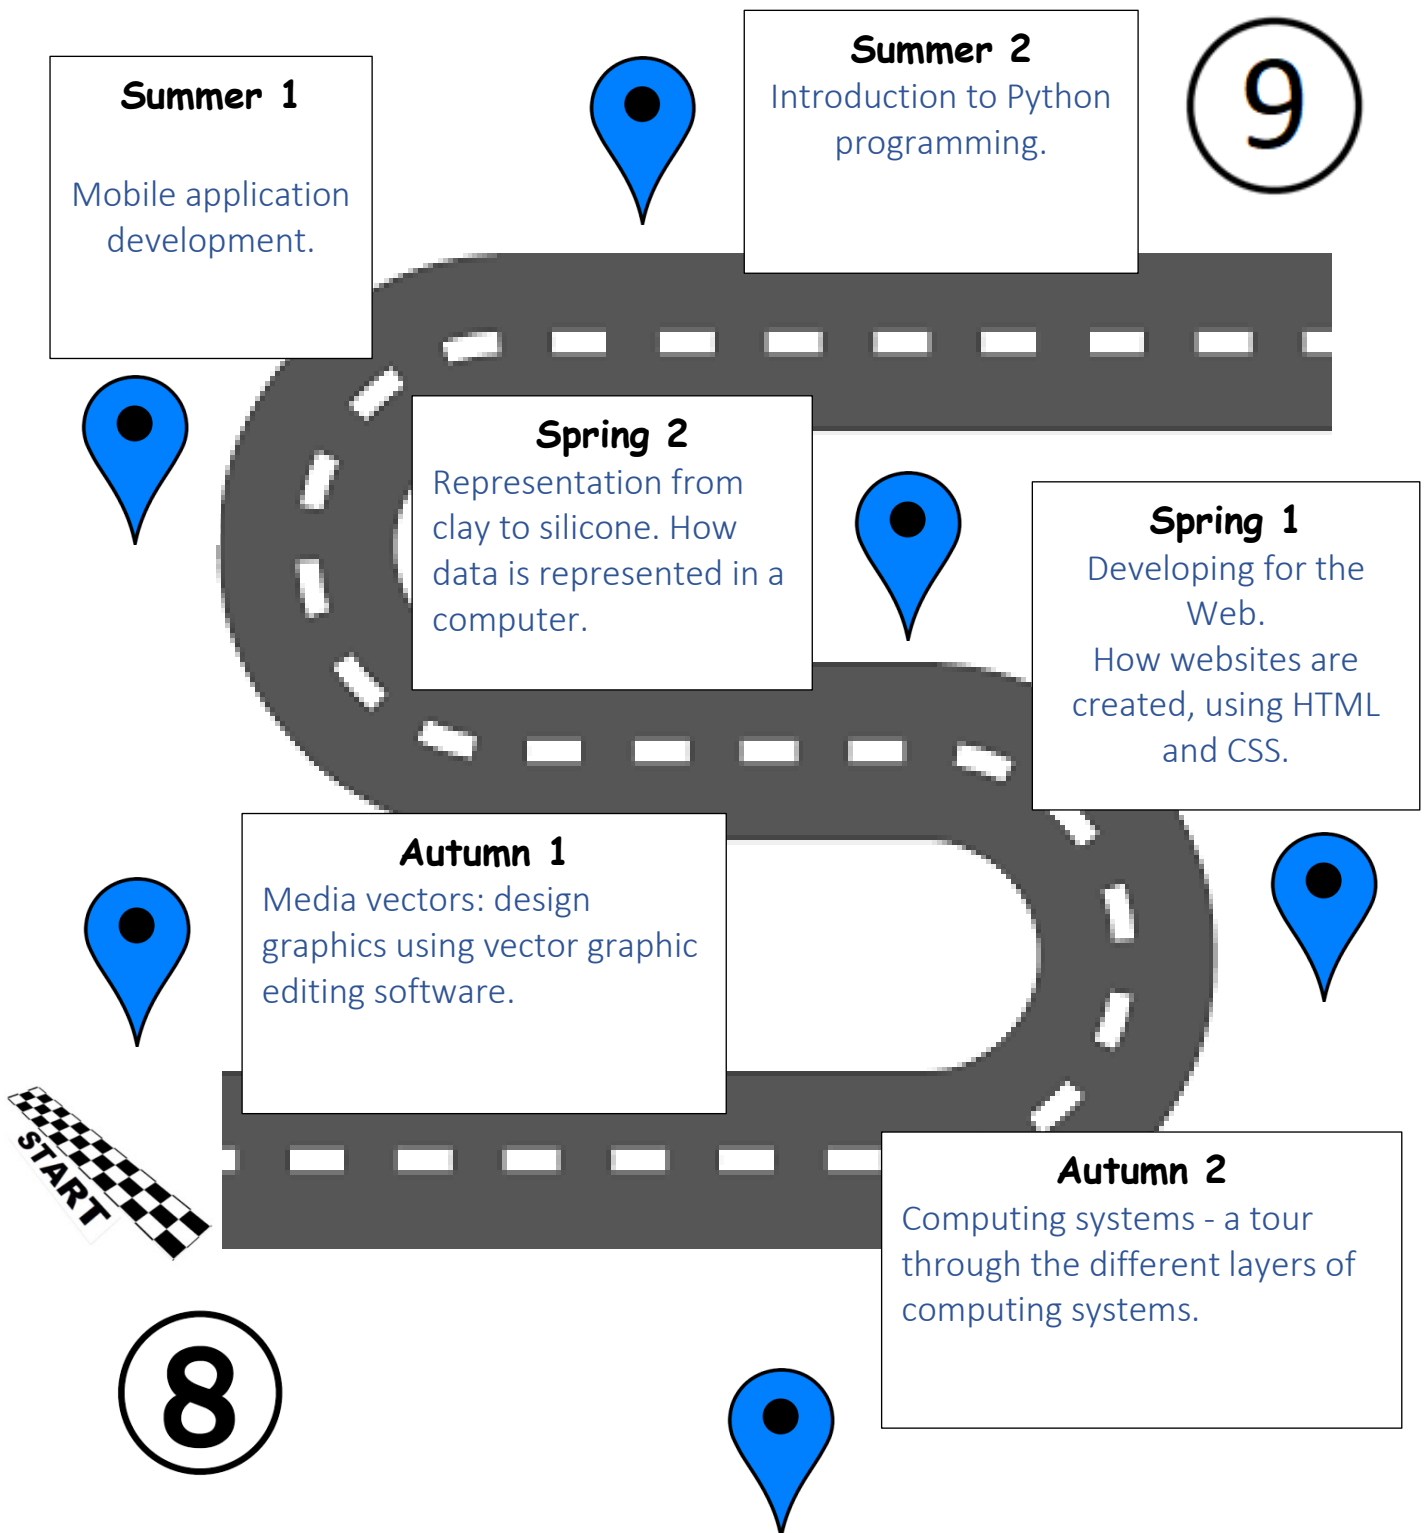 Summer 2
Introduction to Python
programming.
9
Summer 1
Mobile application
development.
Spring 2
Representation from
clay to silicone. How
data is represented in a
computer.
Spring 1
Developing for the
Web.
How websites are
created, using HTML
and CSS.
Autumn 1
Media vectors: design
graphics using vector graphic
editing software.
START
Autumn 2
Computing systems - a tour
through the different layers of
computing systems.
8